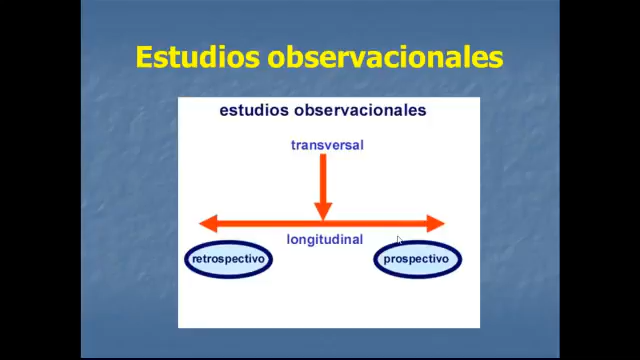 Estudios observacionales
estudios observacionales
transversal
longitudinal
retrospectivo
prospectivo